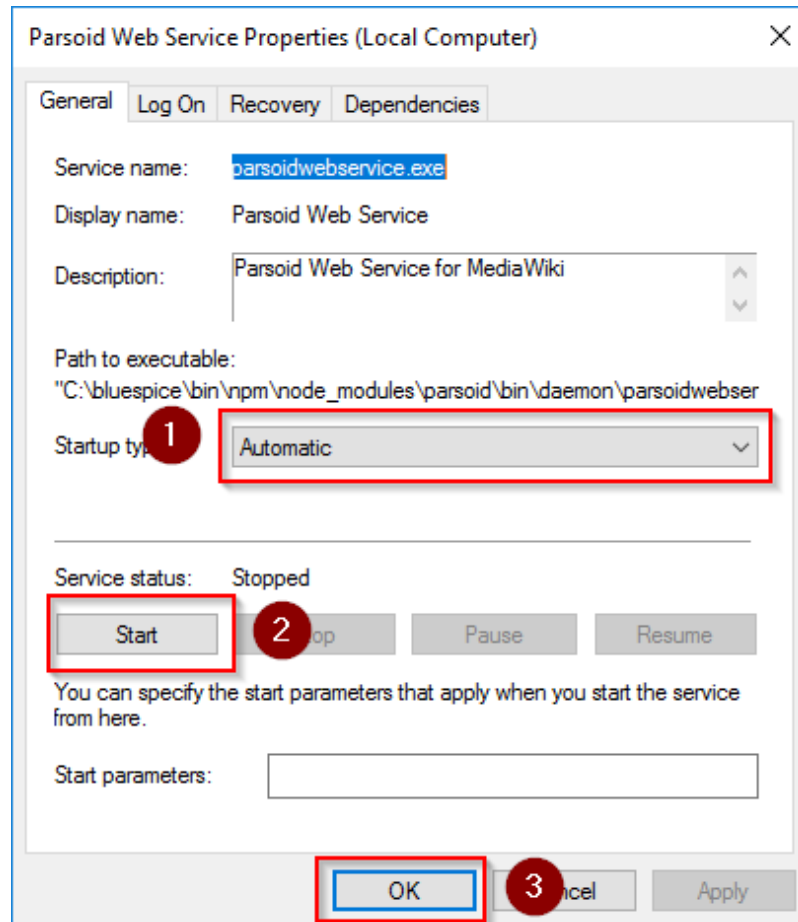 Parsoid Web Service Properties (Local Computer)
General Log On Recovery Dependencies
Service name: parsoidwebservice.exe
Display name: Parsoid Web Service
Description: Parsoid Web Service for MediaWiki
Path to executable:
"C:\bluespice\bin\npm\node_modules\parsoid\bin\daemon\parsoidwebser
Startup typ 1 Automatic
Service status: Stopped
Start 2 op Pause Resume
You can specify the start parameters that apply when you start the service
from here.
Start parameters:
OK 3 ncel Apply